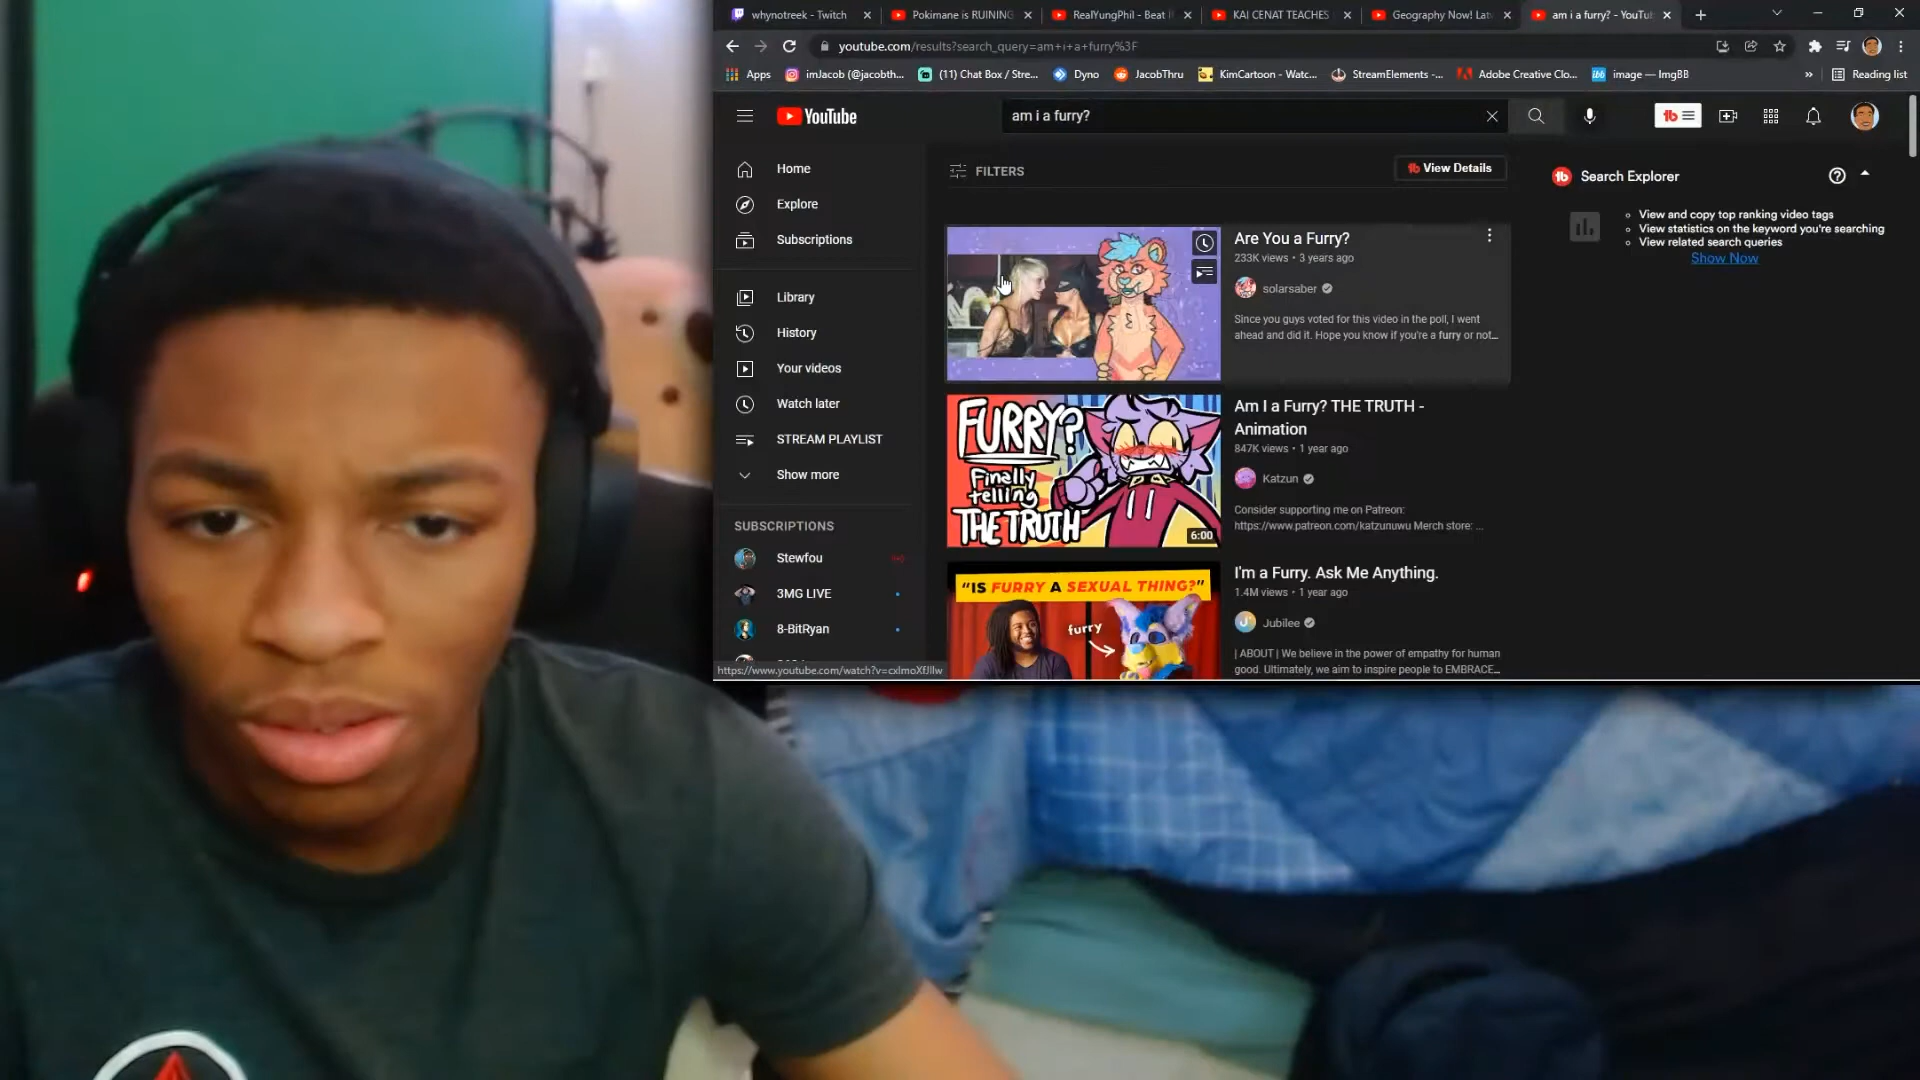 whynotreek - Twitch
Pokimane is RUINING
RealYungPhil - Beat
KAI CENAT TEACHES
Geography Now!
am i a furry? - YouTu
youtube.com/results?search_query=am+i+a+furry%3F
Apps
imJacob (@jacobth...
(11) Chat Box / Stre...
Dyno
JacobThru
KimCartoon - Watc...
StreamElements -...
Adobe Creative Clo...
image — ImgBB
»
Reading list
YouTube
am i a furry?
Home
Explore
Subscriptions
Library
History
Your videos
Watch later
STREAM PLAYLIST
Show more
SUBSCRIPTIONS
Stewfou
3MG LIVE
8-BitRyan
FILTERS
View Details
Are You a Furry?
233K views • 3 years ago
solarsaber
Since you guys voted for this video in the poll, I went
ahead and did it. Hope you know if you're a furry or not...
FURRY?
Finally
telling
THE TRUTH
6:00
Am I a Furry? THE TRUTH -
Animation
847K views • 1 year ago
Katzun
Consider supporting me on Patreon:
https://www.patreon.com/katzunuwu Merch store: ...
"IS FURRY A SEXUAL THING?"
furry
I'm a Furry. Ask Me Anything.
1.4M views • 1 year ago
Jubilee
| ABOUT | We believe in the power of empathy for human
good. Ultimately, we aim to inspire people to EMBRACE...
Search Explorer
View and copy top ranking video tags
View statistics on the keyword you're searching
View related search queries
Show Now